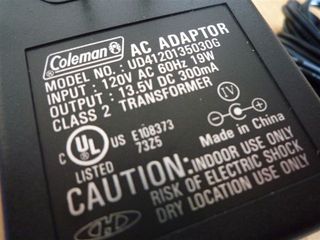 Coleman AC ADAPTOR
MODEL NO.: UD4120135030G
INPUT : 120V AC 60Hz 19W
OUTPUT : 13.5V DC 300mA
CLASS 2 TRANSFORMER
C UL US E108373
73Z5
LISTED
IV
Made in China
CAUTION: INDOOR USE ONLY
RISK OF ELECTRIC SHOCK
DRY LOCATION USE ONLY